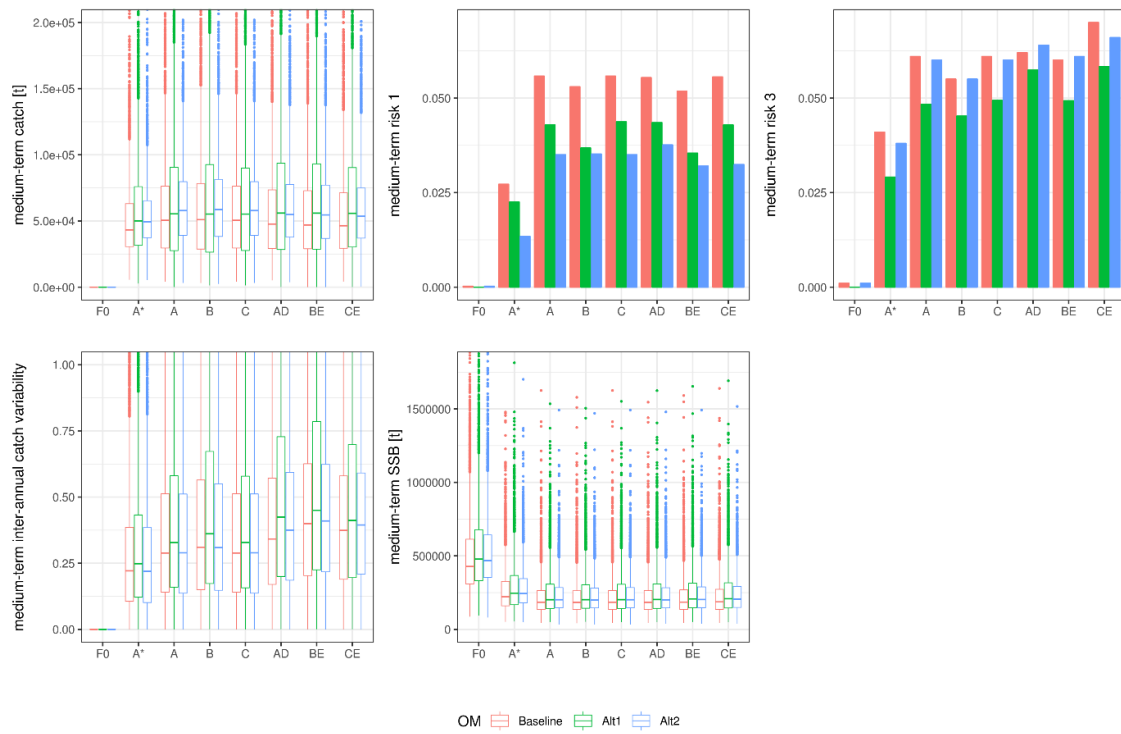 medium-term catch [t]
2.0e+05
1.5e+05
1.0e+05
5.0e+04
0.0e+00
F0 A* A B C AD BE CE
medium-term risk 1
0.050
0.025
0.000
F0 A* A B C AD BE CE
medium-term risk 3
0.050
0.025
0.000
F0 A* A B C AD BE CE
medium-term inter-annual catch variability
1.00
0.75
0.50
0.25
0.00
F0 A* A B C AD BE CE
medium-term SSB [t]
1500000
1000000
500000
0
F0 A* A B C AD BE CE
OM Baseline Alt1 Alt2